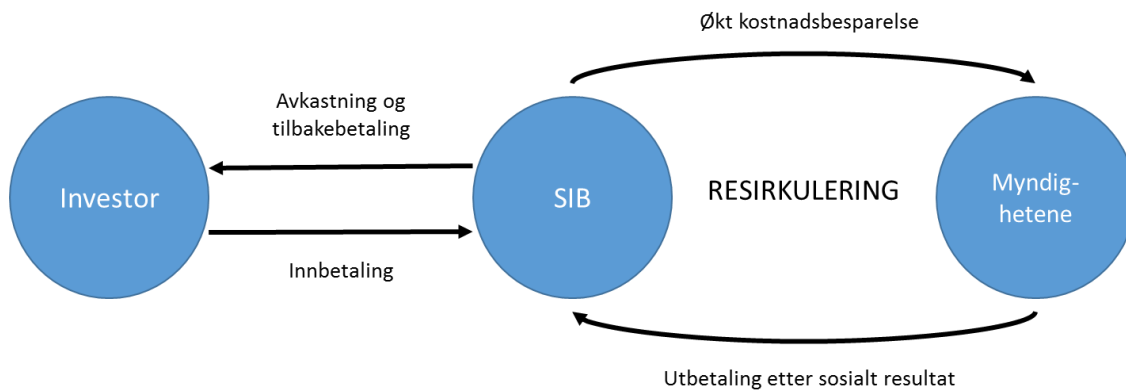 Økt kostnadsbesparelse
Avkastning og
tilbakebetaling
Investor
SIB
RESIRKULERING
Myndig-
hetene
Innbetaling
Utbetaling etter sosialt resultat